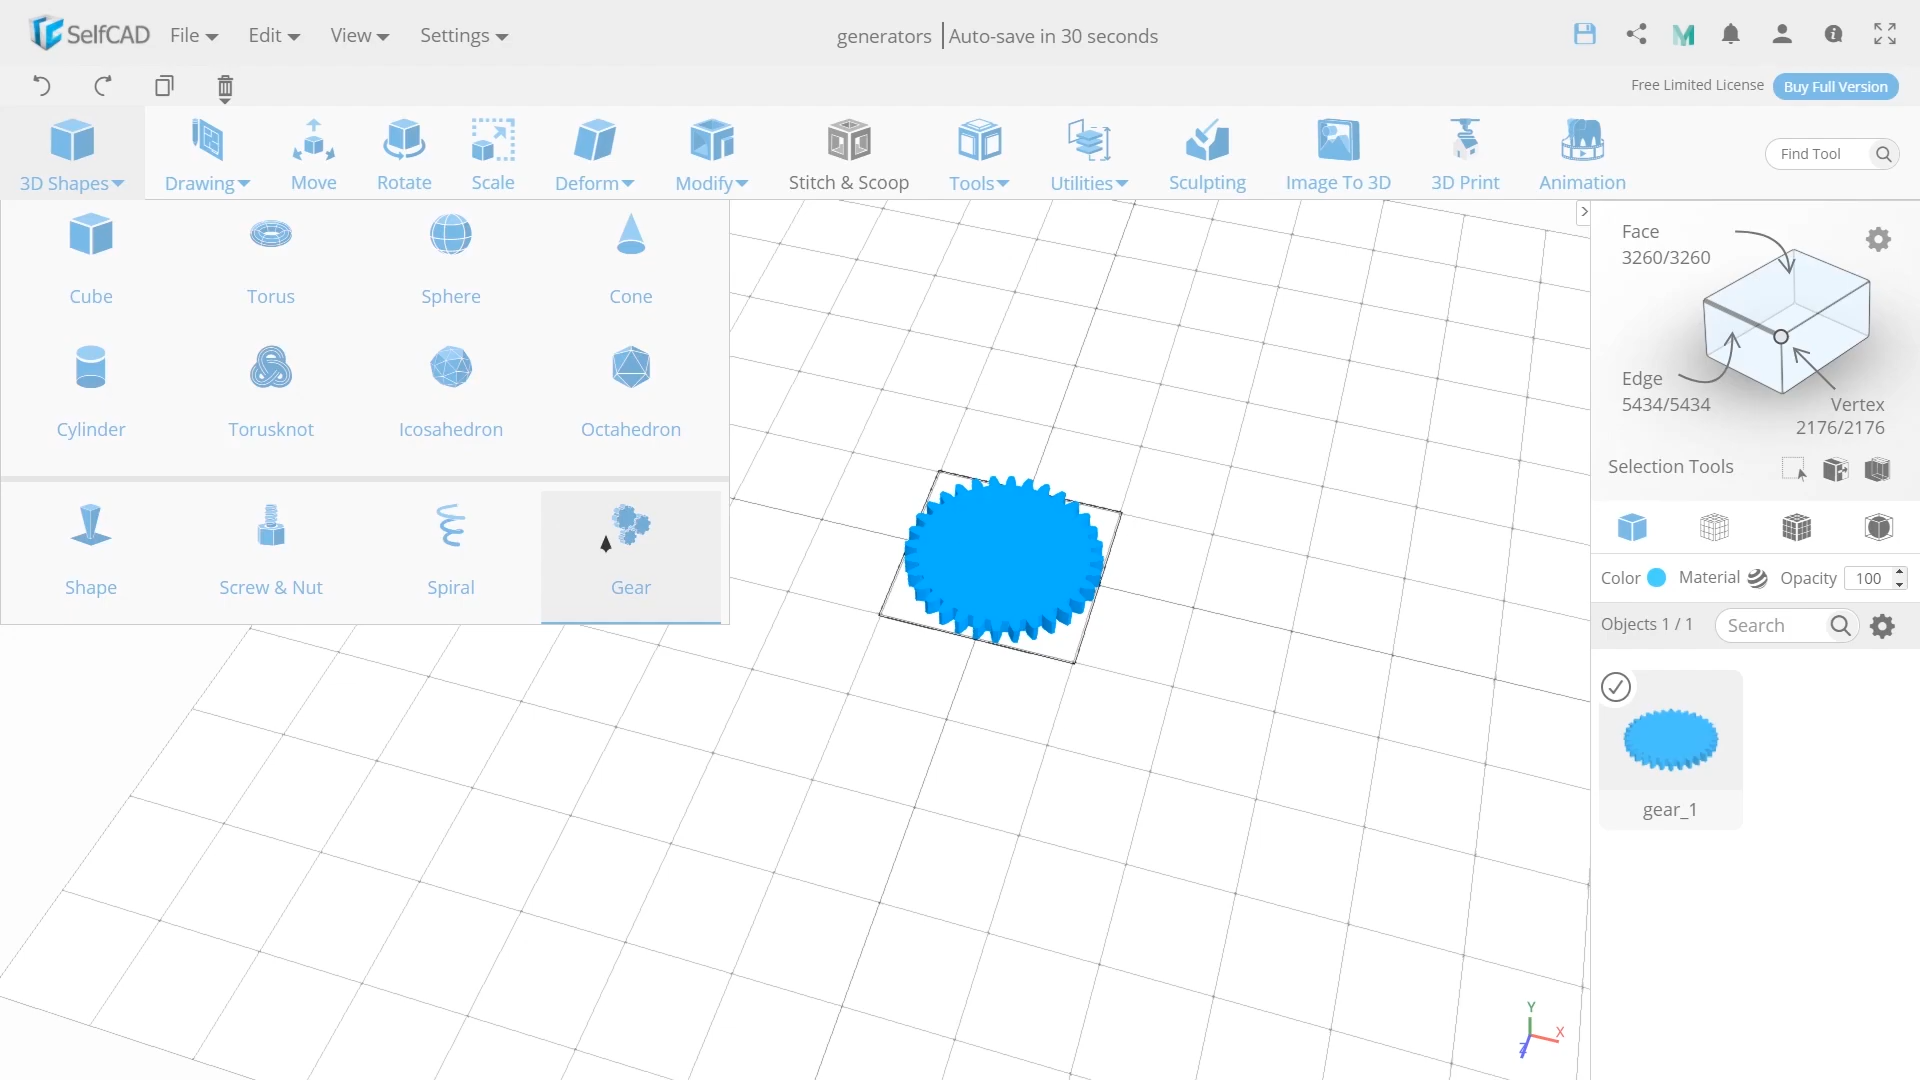 SelfCAD File Edit View Settings generators Auto-save in 30 seconds
Free Limited License Buy Full Version
3D Shapes Drawing Move Rotate Scale Deform Modify Stitch & Scoop Tools Utilities Sculpting Image To 3D 3D Print Animation Find Tool
Cube Torus Sphere Cone
Cylinder Torusknot Icosahedron Octahedron
Shape Screw & Nut Spiral Gear
Face
3260/3260
Edge
5434/5434
Vertex
2176/2176
Selection Tools
Color Material Opacity 100
Objects 1 / 1 Search
gear_1
Y
X
Z